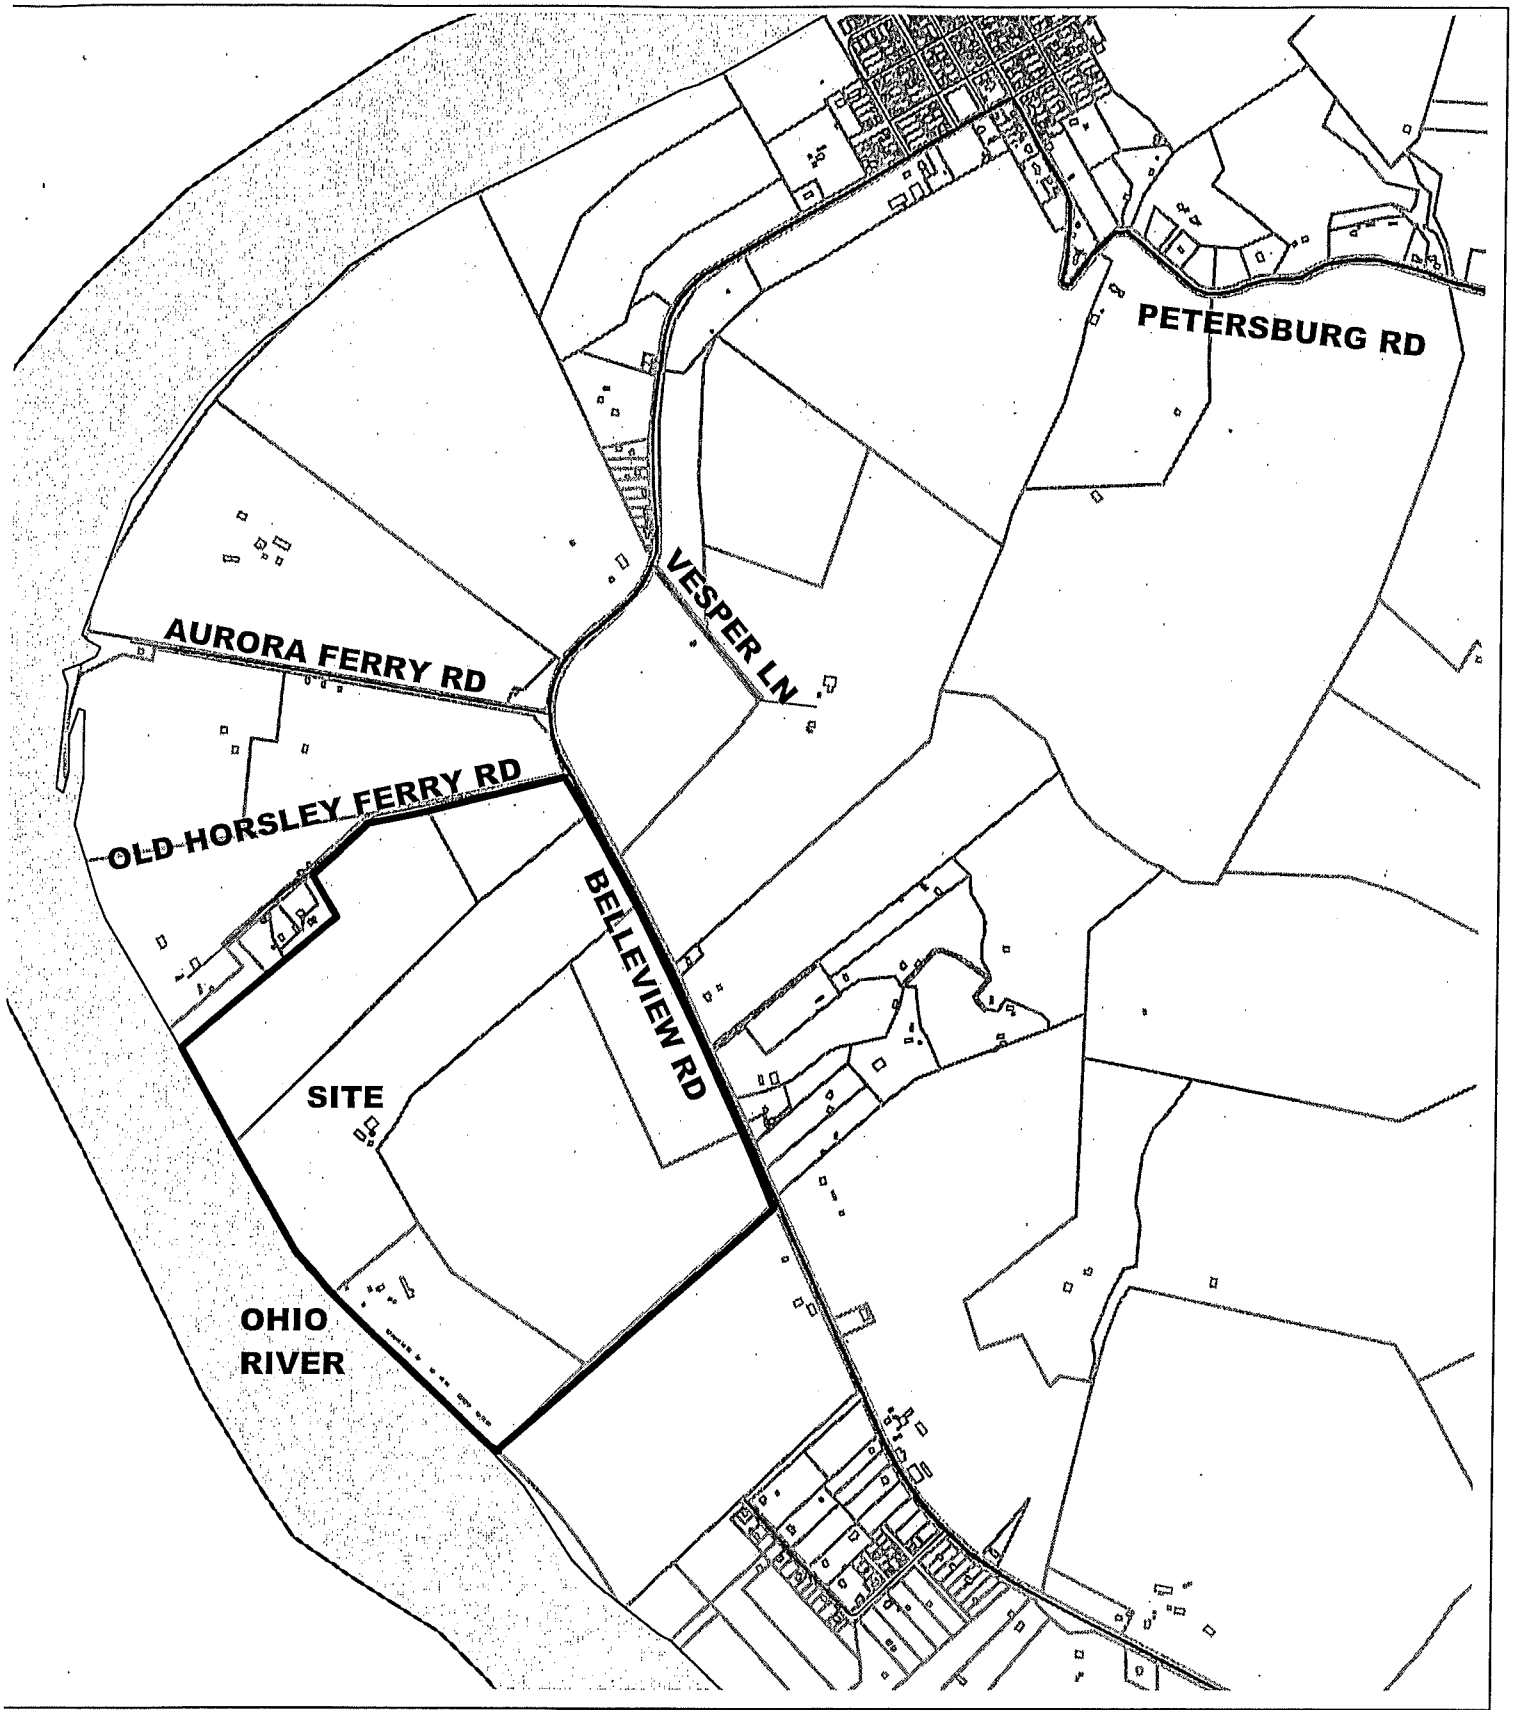 PETERSBURG RD
VESPER LN
AURORA FERRY RD
OLD HORSLEY FERRY RD
BELLEVIEW RD
SITE
OHIO
RIVER